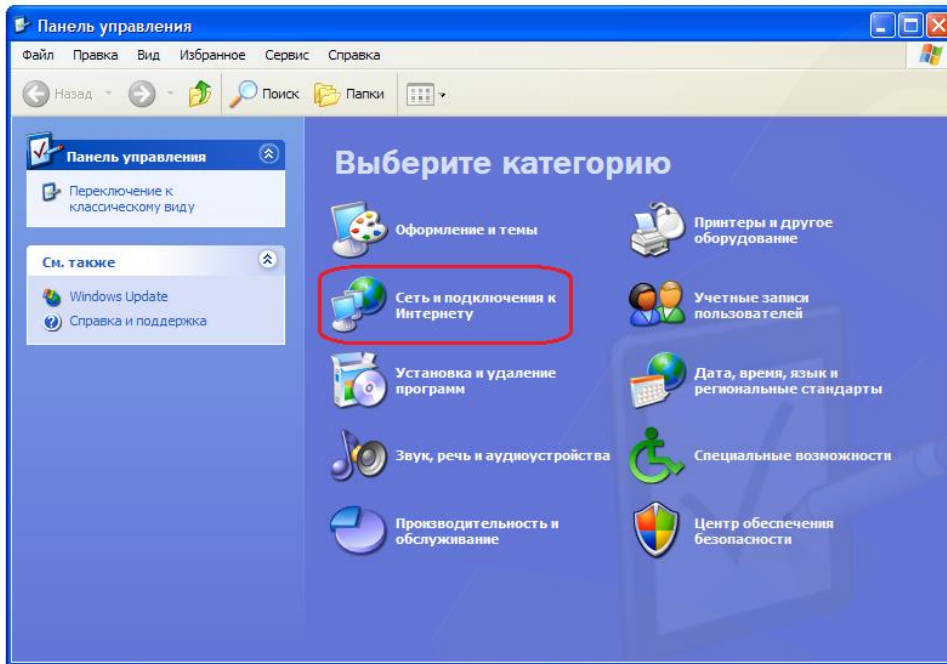 Панель управления
Файл Правка Вид Избранное Сервис Справка
Назад Поиск Папки
Панель управления
Переключение к
классическому виду
См. также
Windows Update
Справка и поддержка
Выберите категорию
Оформление и темы
Принтеры и другое
оборудование
Сеть и подключения к
Интернету
Учетные записи
пользователей
Установка и удаление
программ
Дата, время, язык и
региональные стандарты
Звук, речь и аудиоустройства
Специальные возможности
Производительность и
обслуживание
Центр обеспечения
безопасности